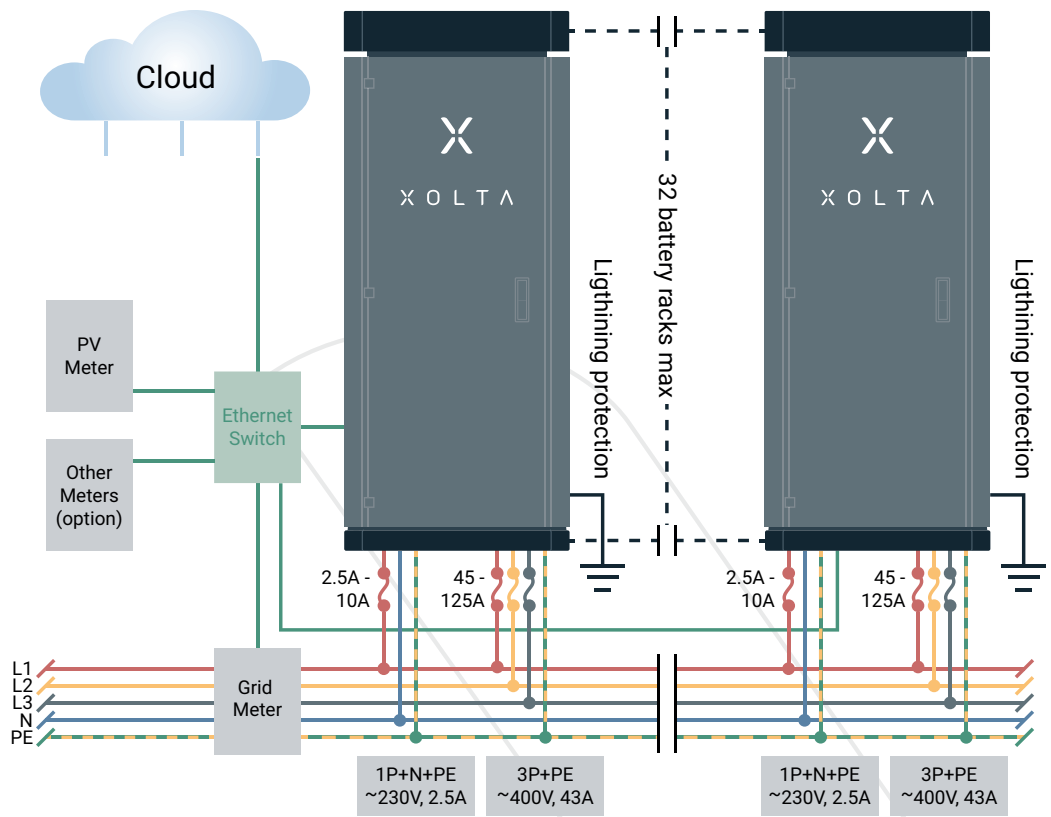 Cloud
XOLTA
XOLTA
32 battery racks max
Ligthining protection
Ligthining protection
PV
Meter
Ethernet
Switch
Other
Meters
(option)
2.5A -
10A
45 -
125A
2.5A -
10A
45 -
125A
L1
L2
L3
N
PE
Grid
Meter
1P+N+PE
~230V, 2.5A
3P+PE
~400V, 43A
1P+N+PE
~230V, 2.5A
3P+PE
~400V, 43A